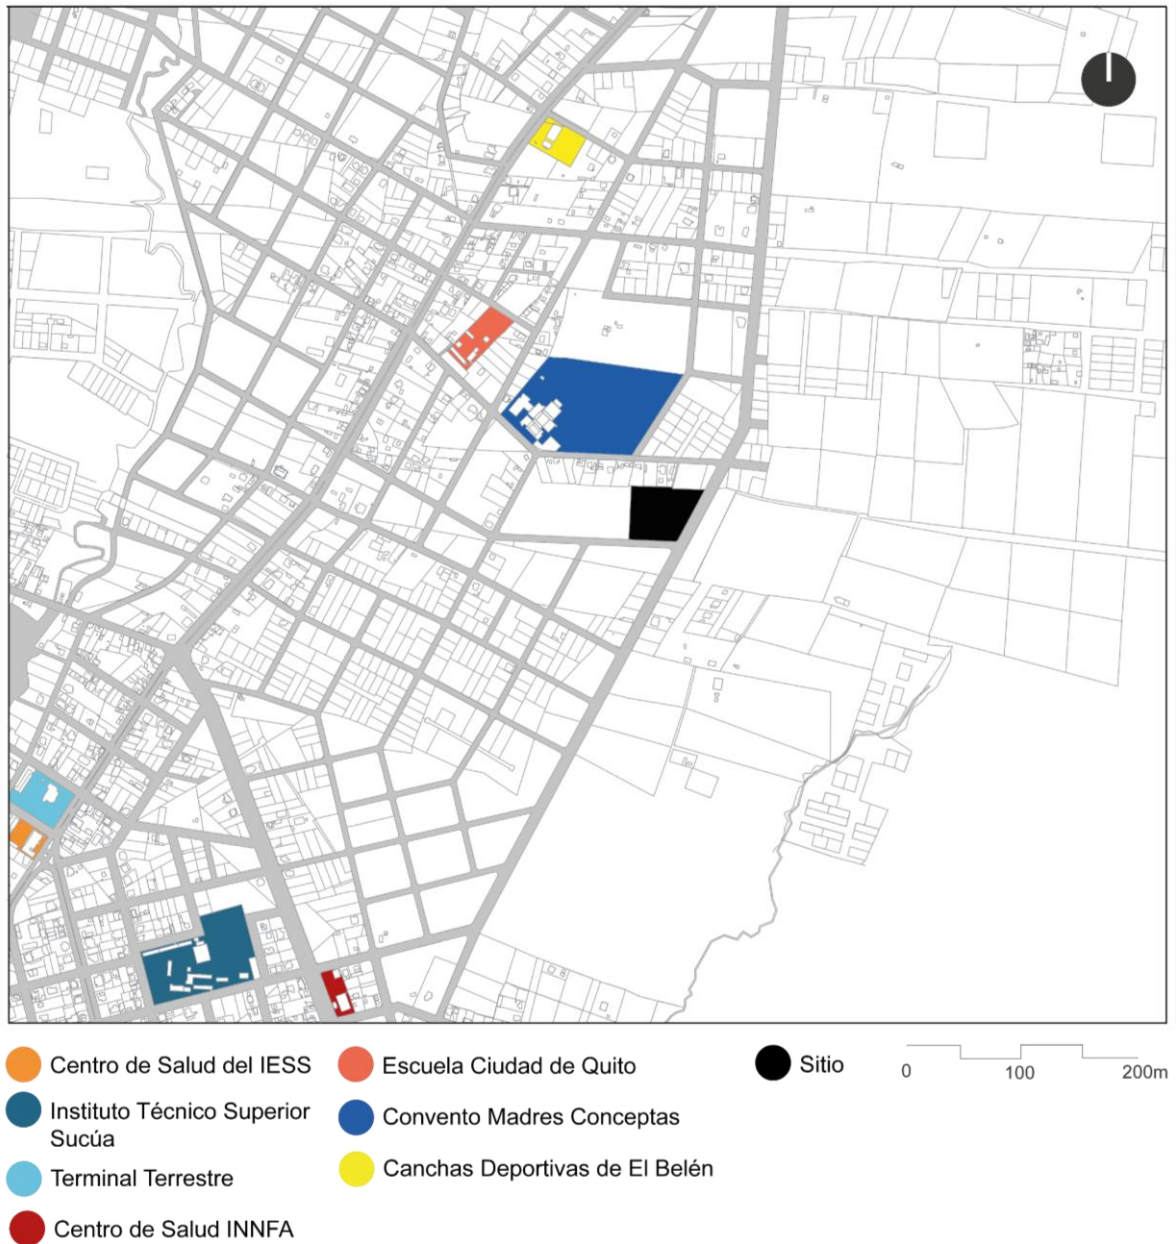 Centro de Salud del IESS
Instituto Técnico Superior
Sucúa
Terminal Terrestre
Centro de Salud INNFA
Escuela Ciudad de Quito
Convento Madres Conceptas
Canchas Deportivas de El Belén
Sitio
0 100 200m